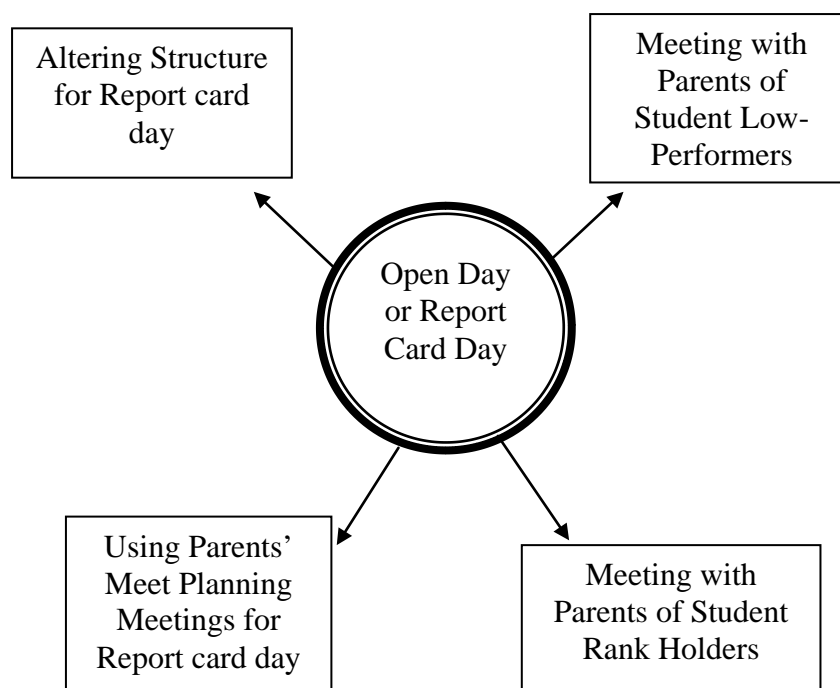 Altering Structure
for Report card
day
Meeting with
Parents of
Student Low-
Performers
Open Day
or Report
Card Day
Using Parents’
Meet Planning
Meetings for
Report card day
Meeting with
Parents of Student
Rank Holders